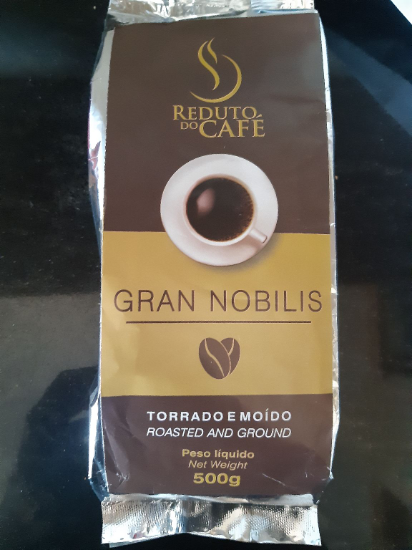 REDUTO
DO CAFÉ
GRAN NOBILIS
TORRADO E MOÍDO
ROASTED AND GROUND
Peso líquido
Net Weight
500g